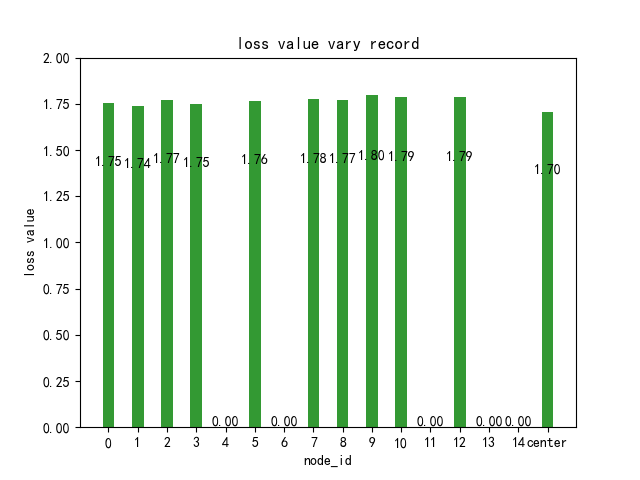 loss value vary record
2.00
1.75
1.50
1.25
1.00
0.75
0.50
0.25
0.00
loss value
1.75 1.74 1.77 1.75 0.00 1.76 0.00 1.78 1.77 1.80 1.79 0.00 1.79 0.00 0.00 1.70
0 1 2 3 4 5 6 7 8 9 10 11 12 13 14 center
node_id